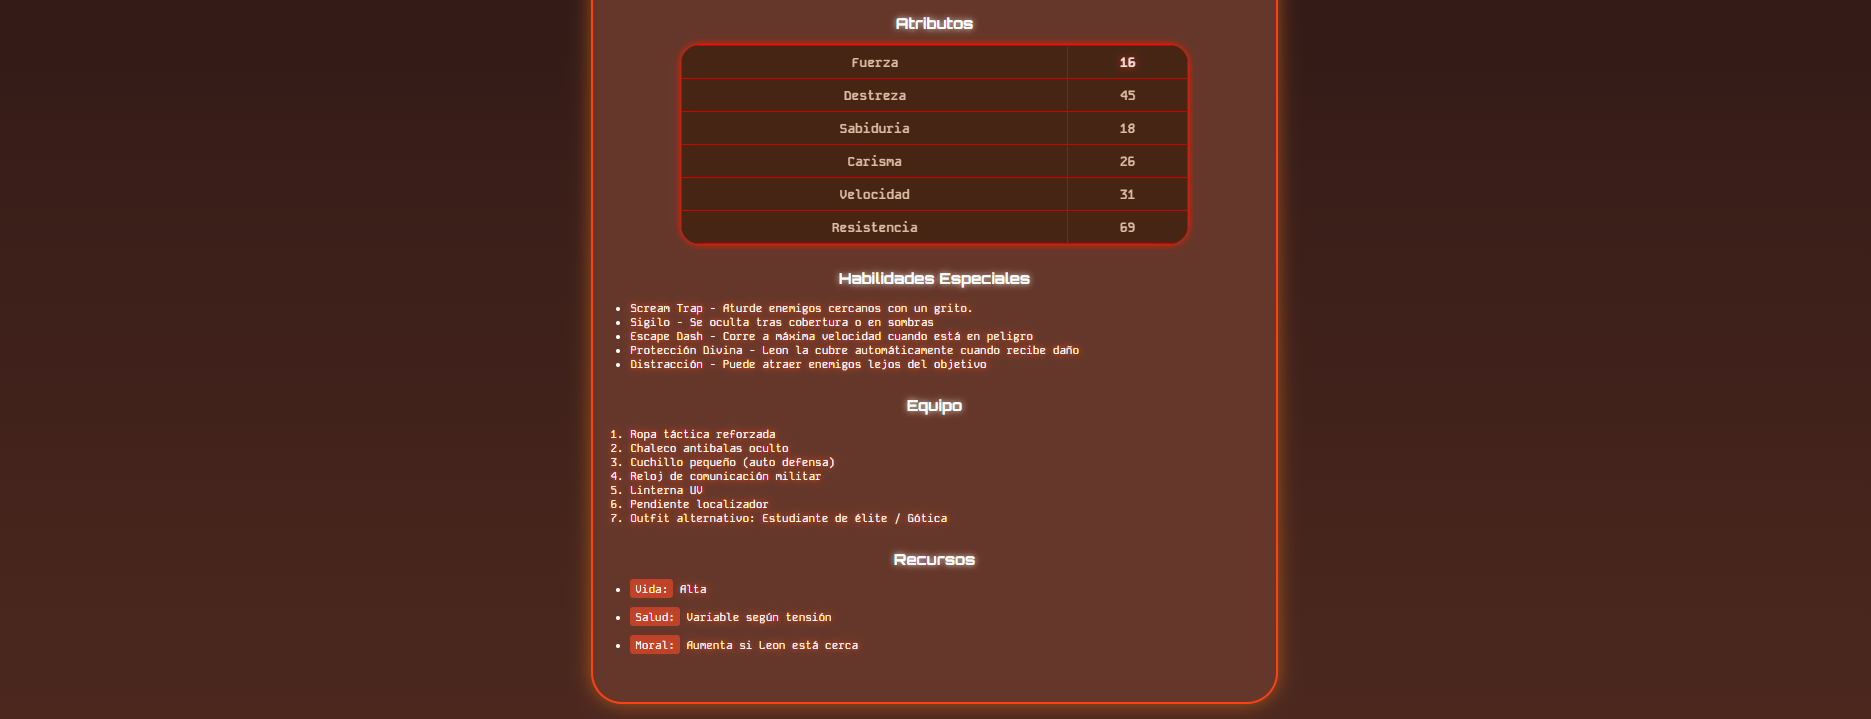 Atributos
Fuerza 16
Destreza 45
Sabiduria 18
Carisma 26
Velocidad 31
Resistencia 69
Habilidades Especiales
• Scream Trap - Aturde enemigos cercanos con un grito.
• Sigilo - Se oculta tras cobertura o en sombras
• Escape Dash - Corre a máxima velocidad cuando está en peligro
• Protección Divina - Leon la cubre automáticamente cuando recibe daño
• Distracción - Puede atraer enemigos lejos del objetivo
Equipo
1. Ropa táctica reforzada
2. Chaleco antibalas oculto
3. Cuchillo pequeño (auto defensa)
4. Reloj de comunicación militar
5. Linterna UV
6. Pendiente localizador
7. Outfit alternativo: Estudiante de élite / Gótica
Recursos
• Vida: Alta
• Salud: Variable según tensión
• Moral: Aumenta si Leon está cerca